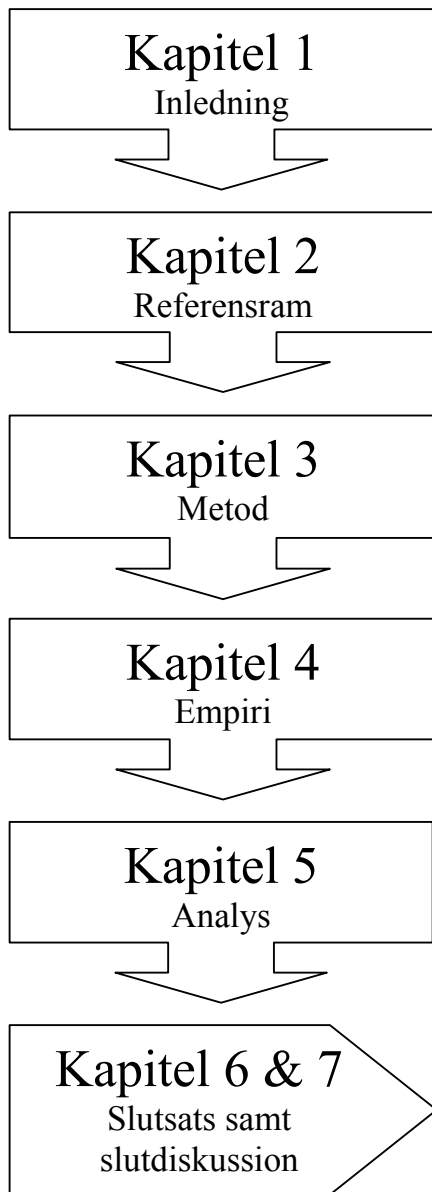 Kapitel 1
Inledning
Kapitel 2
Referensram
Kapitel 3
Metod
Kapitel 4
Empiri
Kapitel 5
Analys
Kapitel 6 & 7
Slutsats samt
slutdiskussion